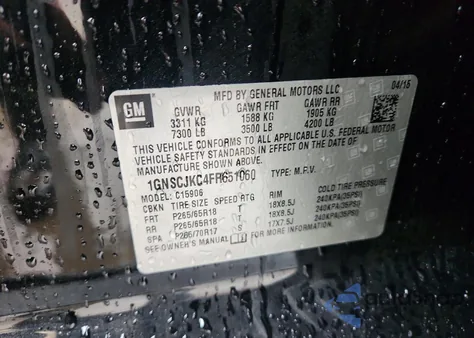 GM
MFD BY GENERAL MOTORS LLC
04/15
GVWR GAWR FRT GAWR RR
3311 KG 1588 KG 1905 KG
7300 LB 3500 LB 4200 LB
THIS VEHICLE CONFORMS TO ALL APPLICABLE U.S. FEDERAL MOTOR
VEHICLE SAFETY STANDARDS IN EFFECT ON THE DATE OF
MANUFACTURE SHOWN ABOVE.
1GNSCJKC4FR651060 TYPE: M.P.V.
MODEL: C15906
CBKN TIRE SIZE SPEED RTG RIM COLD TIRE PRESSURE
FRT P265/65R18 18X8.5J 240KPA(35PSI)
RR P265/65R18 18X8.5J 240KPA(35PSI)
SPA P265/70R17 17X7.5J 240KPA(35PSI)
SEE OWNER'S MANUAL